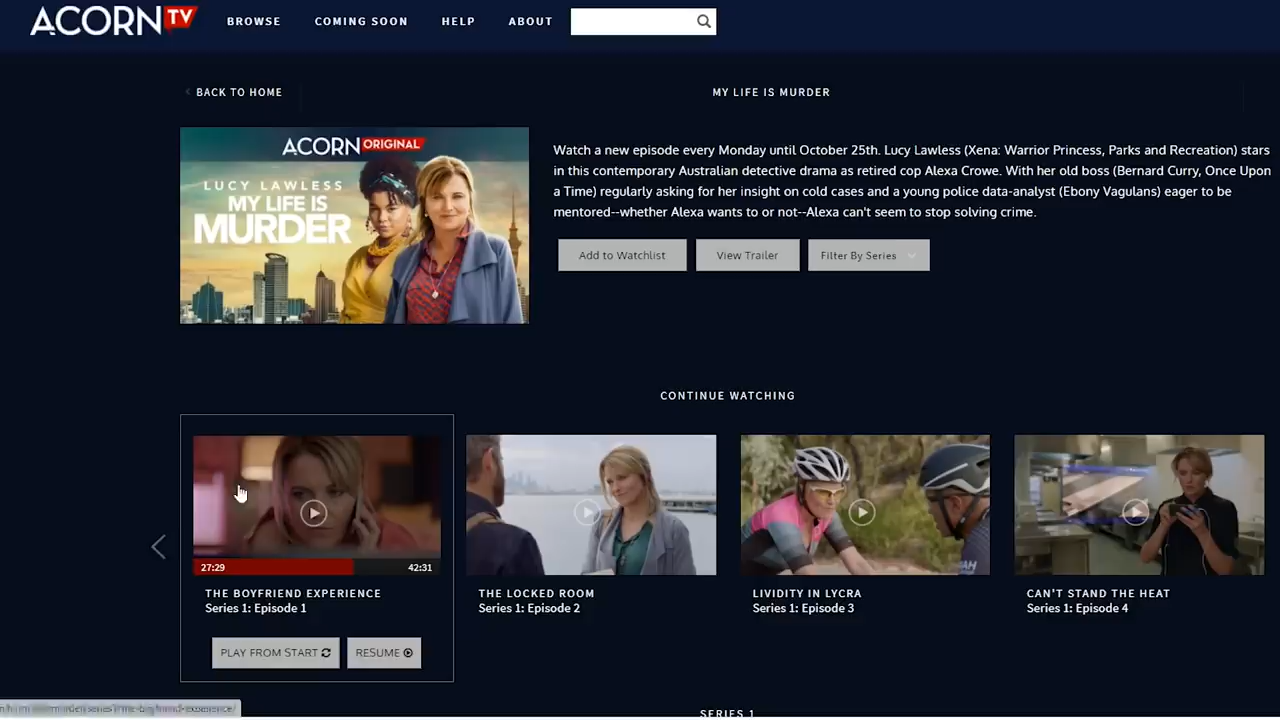 ACORN TV
BROWSE
COMING SOON
HELP
ABOUT
BACK TO HOME
MY LIFE IS MURDER
ACORN ORIGINAL
LUCY LAWLESS
MY LIFE IS
MURDER
Watch a new episode every Monday until October 25th. Lucy Lawless (Xena: Warrior Princess, Parks and Recreation) stars
in this contemporary Australian detective drama as retired cop Alexa Crowe. With her old boss (Bernard Curry, Once Upon
a Time) regularly asking for her insight on cold cases and a young police data-analyst (Ebony Vagulans) eager to be
mentored--whether Alexa wants to or not--Alexa can't seem to stop solving crime.
Add to Watchlist
View Trailer
Filter By Series
CONTINUE WATCHING
27:29
42:31
THE BOYFRIEND EXPERIENCE
Series 1: Episode 1
PLAY FROM START
RESUME
THE LOCKED ROOM
Series 1: Episode 2
LIVIDITY IN LYCRA
Series 1: Episode 3
CAN'T STAND THE HEAT
Series 1: Episode 4
SERIES 1